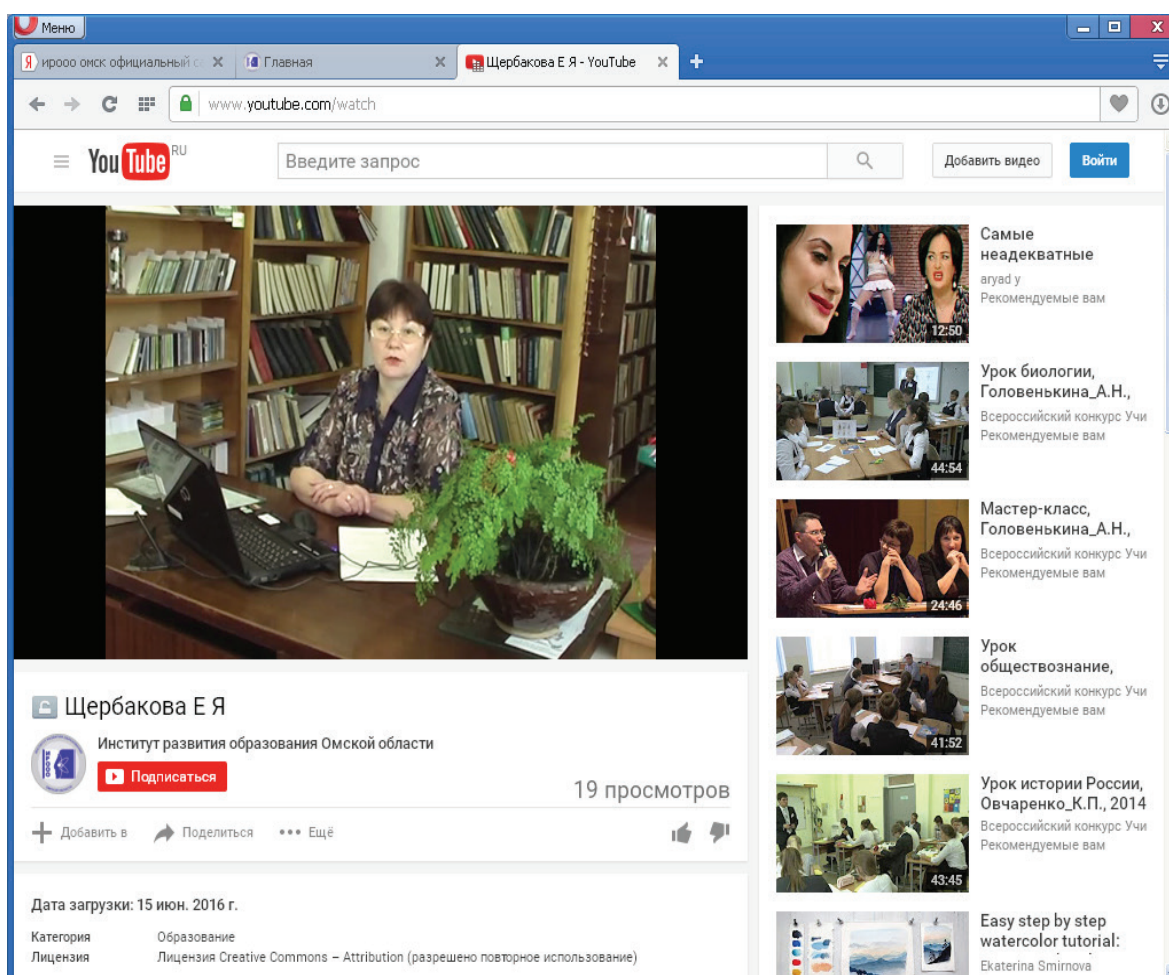 Меню
ирооо омск официальный с
Главная
Щербакова Е Я - YouTube
www.youtube.com/watch
YouTube RU
Введите запрос
Добавить видео
Войти
Самые
неадекватные
aryad y
Рекомендуемые вам
12:50
Урок биологии,
Головенькина_А.Н.,
Всероссийский конкурс Учи
Рекомендуемые вам
44:54
Мастер-класс,
Головенькина_А.Н.,
Всероссийский конкурс Учи
Рекомендуемые вам
24:46
Урок
обществознание,
Всероссийский конкурс Учи
Рекомендуемые вам
41:52
Урок истории России,
Овчаренко_К.П., 2014
Всероссийский конкурс Учи
Рекомендуемые вам
43:45
Easy step by step
watercolor tutorial:
Ekaterina Smirnova
Щербакова Е Я
Институт развития образования Омской области
Подписаться
19 просмотров
Добавить в
Поделиться
Ещё
Дата загрузки: 15 июн. 2016 г.
Категория Образование
Лицензия Лицензия Creative Commons – Attribution (разрешено повторное использование)